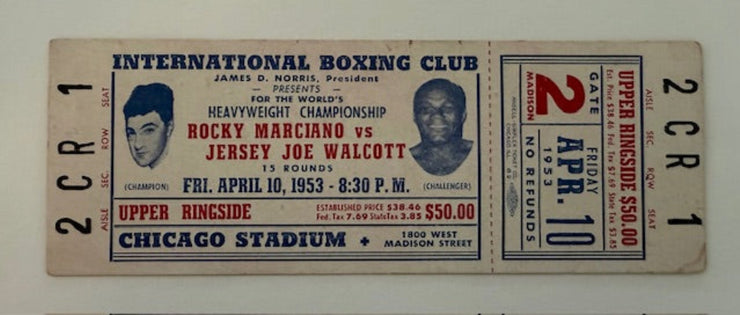 2 CR 1
AISLE SEC. ROW SEAT
INTERNATIONAL BOXING CLUB
JAMES D. NORRIS, President
— PRESENTS —
FOR THE WORLD'S
HEAVYWEIGHT CHAMPIONSHIP
ROCKY MARCIANO vs
JERSEY JOE WALCOTT
15 ROUNDS
(CHAMPION) FRI. APRIL 10, 1953 - 8:30 P.M. (CHALLENGER)
UPPER RINGSIDE ESTABLISHED PRICE $38.46 $50.00
Fed. Tax 7.69 State Tax 3.85
CHICAGO STADIUM + 1800 WEST
MADISON STREET
AISLE SEC. ROW SEAT
2 CR 1
UPPER RINGSIDE $50.00
Est. Price $38.46 Fed. Tax $7.69 State Tax $3.85
GATE 2 MADISON
FRIDAY
APR. 10
1953
NO REFUNDS